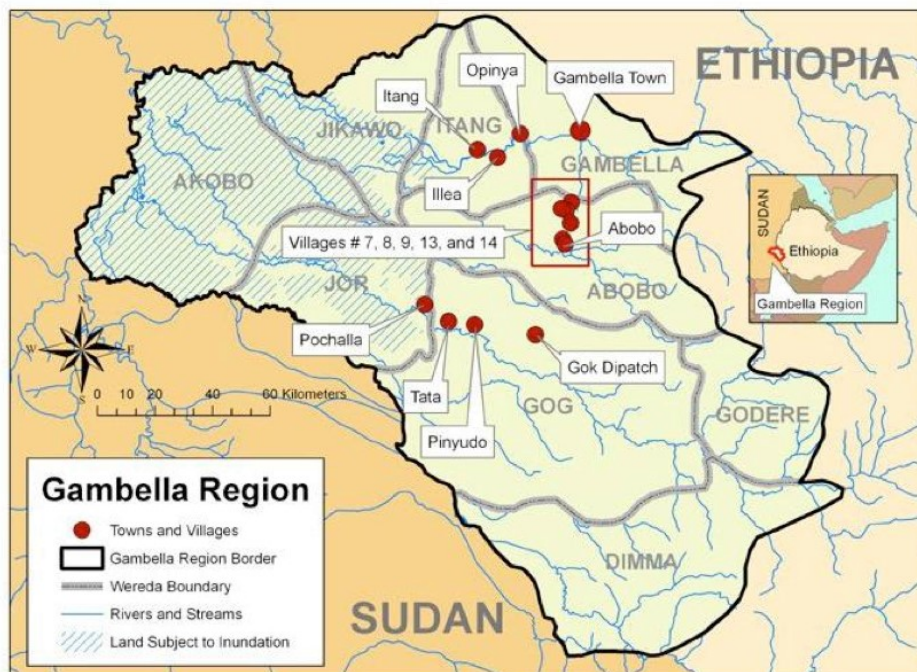 ETHIOPIA
Opinya
Gambella Town
Itang
ITANG
JIKAWO
GAMBELLA
AKOBO
Illea
SUDAN
Ethiopia
Gambella Region
Villages # 7, 8, 9, 13, and 14
Abobo
JOR
ABOBO
Pochalla
N
W
E
S
Gok Dipatch
0 10 20 40 60 Kilometers
Tata
GOG
GODERE
Pinyudo
Gambella Region
Towns and Villages
Gambella Region Border
Wereda Boundary
Rivers and Streams
Land Subject to Inundation
DIMMA
SUDAN